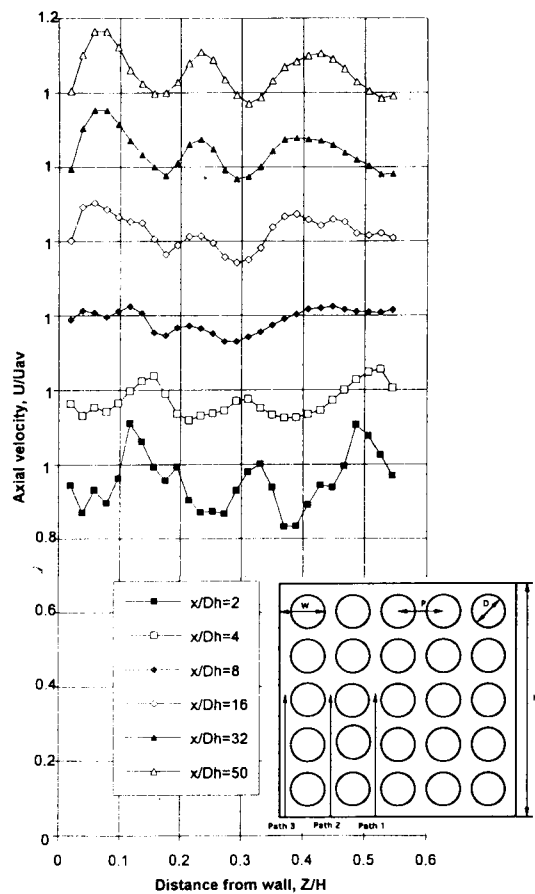 1.2
1
1
1
1
1
1
0.8
0.6
0.4
0.2
0
Axial velocity, U/Uav
x/Dh=2
x/Dh=4
x/Dh=8
x/Dh=16
x/Dh=32
x/Dh=50
W
P
D
Path 3
Path 2
Path 1
0
0.1
0.2
0.3
0.4
0.5
0.6
Distance from wall, Z/H